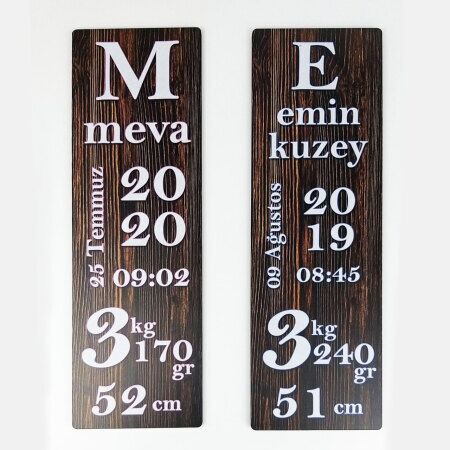 M
meva
25 Temmuz
20
20
09:02
3 kg
170
gr
52 cm
E
emin
kuzey
09 Ağustos
20
19
08:45
3 kg
240
gr
51 cm